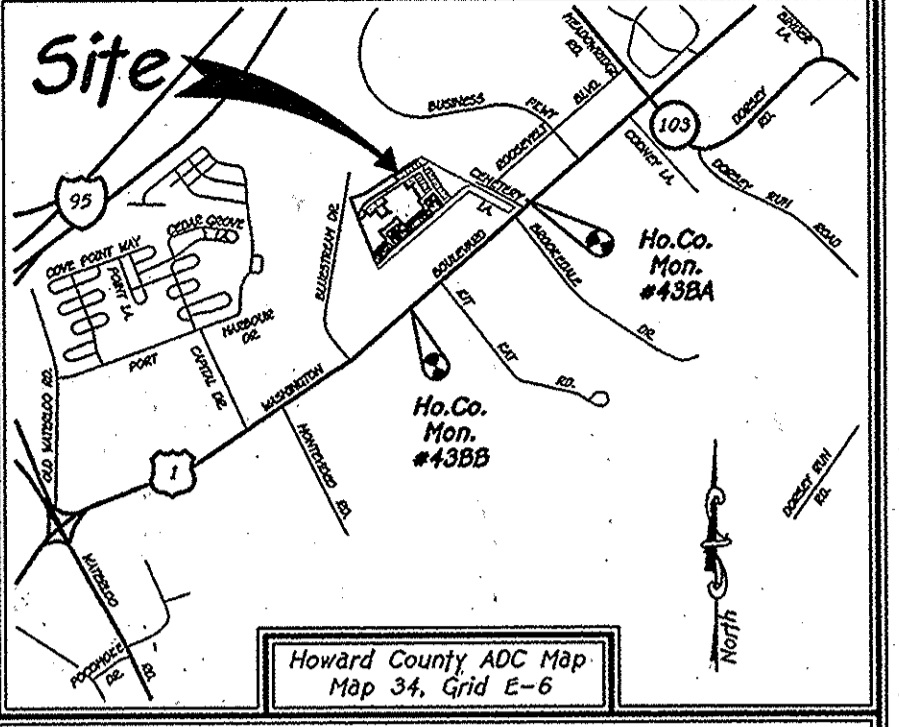 Site
MEADOWRIDGE
RD.
LA.
BUSINESS
PKWY
ROOSEVELT
BLVD.
103
DORSEY
RD.
95
COVE POINT WAY
CEDAR GROVE
POINT LA.
BLUESTREAM DR.
CEMETERY
LA.
DORSEY
RUN
ROAD
BOULEVARD
BROOKDALE
DR.
Ho.Co.
Mon.
#43BA
HARBOUR
DR.
PORT
CAPITAL DR.
KIT
KAT
RD.
WASHINGTON
Ho.Co.
Mon.
#43BB
OLD WATERLOO RD.
MONTEVIDEO
RD.
1
DORSEY RUN
RD.
WATERLOO
RD.
POCOMOKE
DR.
North
Howard County ADC Map
Map 34, Grid E-6